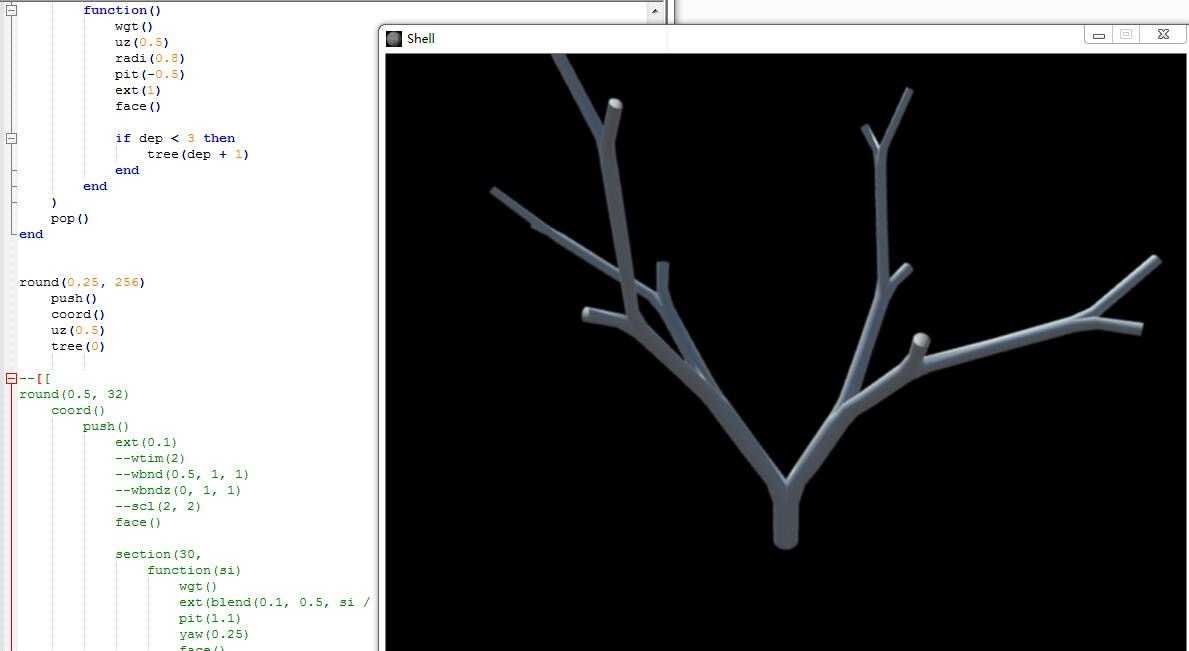 function()
wgt()
uz(0.5)
radi(0.8)
pit(-0.5)
ext(1)
face()
if dep < 3 then
tree(dep + 1)
end
end
)
pop()
end
round(0.25, 256)
push()
coord()
uz(0.5)
tree(0)
--[[
round(0.5, 32)
coord()
push()
ext(0.1)
--wtim(2)
--wbnd(0.5, 1, 1)
--wbndz(0, 1, 1)
--scl(2, 2)
face()
section(30,
function(si)
wgt()
ext(blend(0.1, 0.5, si /
pit(1.1)
yaw(0.25)
face()
Shell